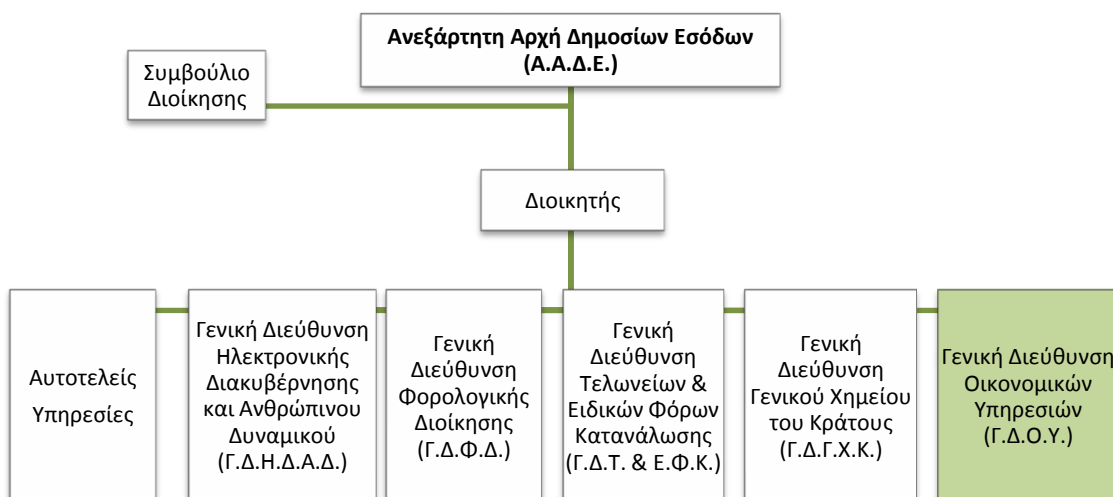 Ανεξάρτητη Αρχή Δημοσίων Εσόδων
(Α.Α.Δ.Ε.)
Συμβούλιο
Διοίκησης
Διοικητής
Αυτοτελείς
Υπηρεσίες
Γενική Διεύθυνση
Ηλεκτρονικής
Διακυβέρνησης
και Ανθρώπινου
Δυναμικού
(Γ.Δ.Η.Δ.Α.Δ.)
Γενική
Διεύθυνση
Φορολογικής
Διοίκησης
(Γ.Δ.Φ.Δ.)
Γενική
Διεύθυνση
Τελωνείων &
Ειδικών Φόρων
Κατανάλωσης
(Γ.Δ.Τ. & Ε.Φ.Κ.)
Γενική
Διεύθυνση
Γενικού Χημείου
του Κράτους
(Γ.Δ.Γ.Χ.Κ.)
Γενική Διεύθυνση
Οικονομικών
Υπηρεσιών
(Γ.Δ.Ο.Υ.)